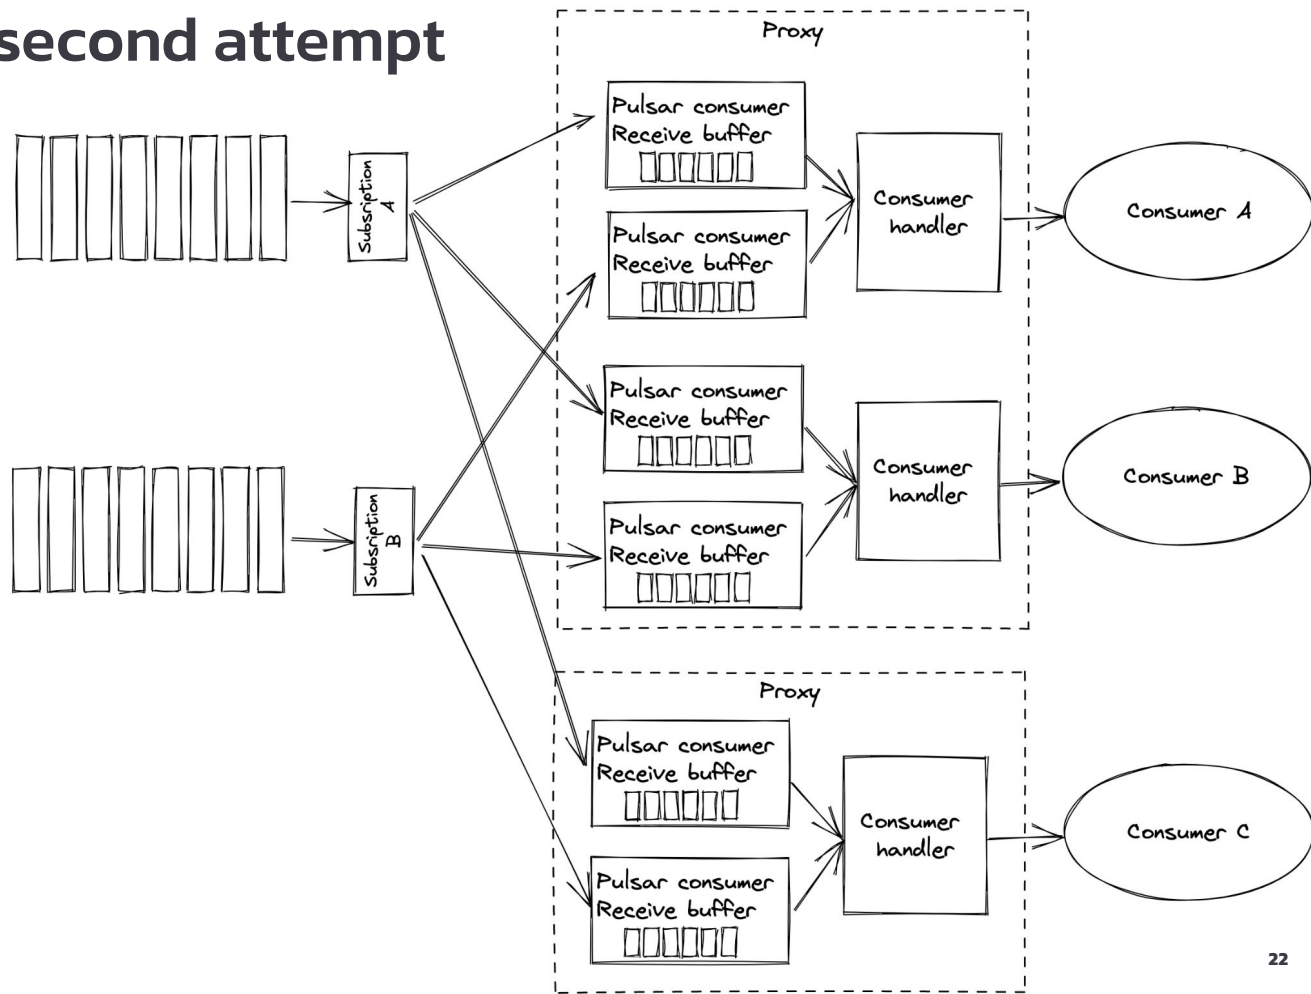 second attempt
Proxy
Subsription
A
Pulsar consumer
Receive buffer
Pulsar consumer
Receive buffer
Consumer
handler
Consumer A
Subsription
B
Pulsar consumer
Receive buffer
Pulsar consumer
Receive buffer
Consumer
handler
Consumer B
Proxy
Pulsar consumer
Receive buffer
Pulsar consumer
Receive buffer
Consumer
handler
Consumer C
22